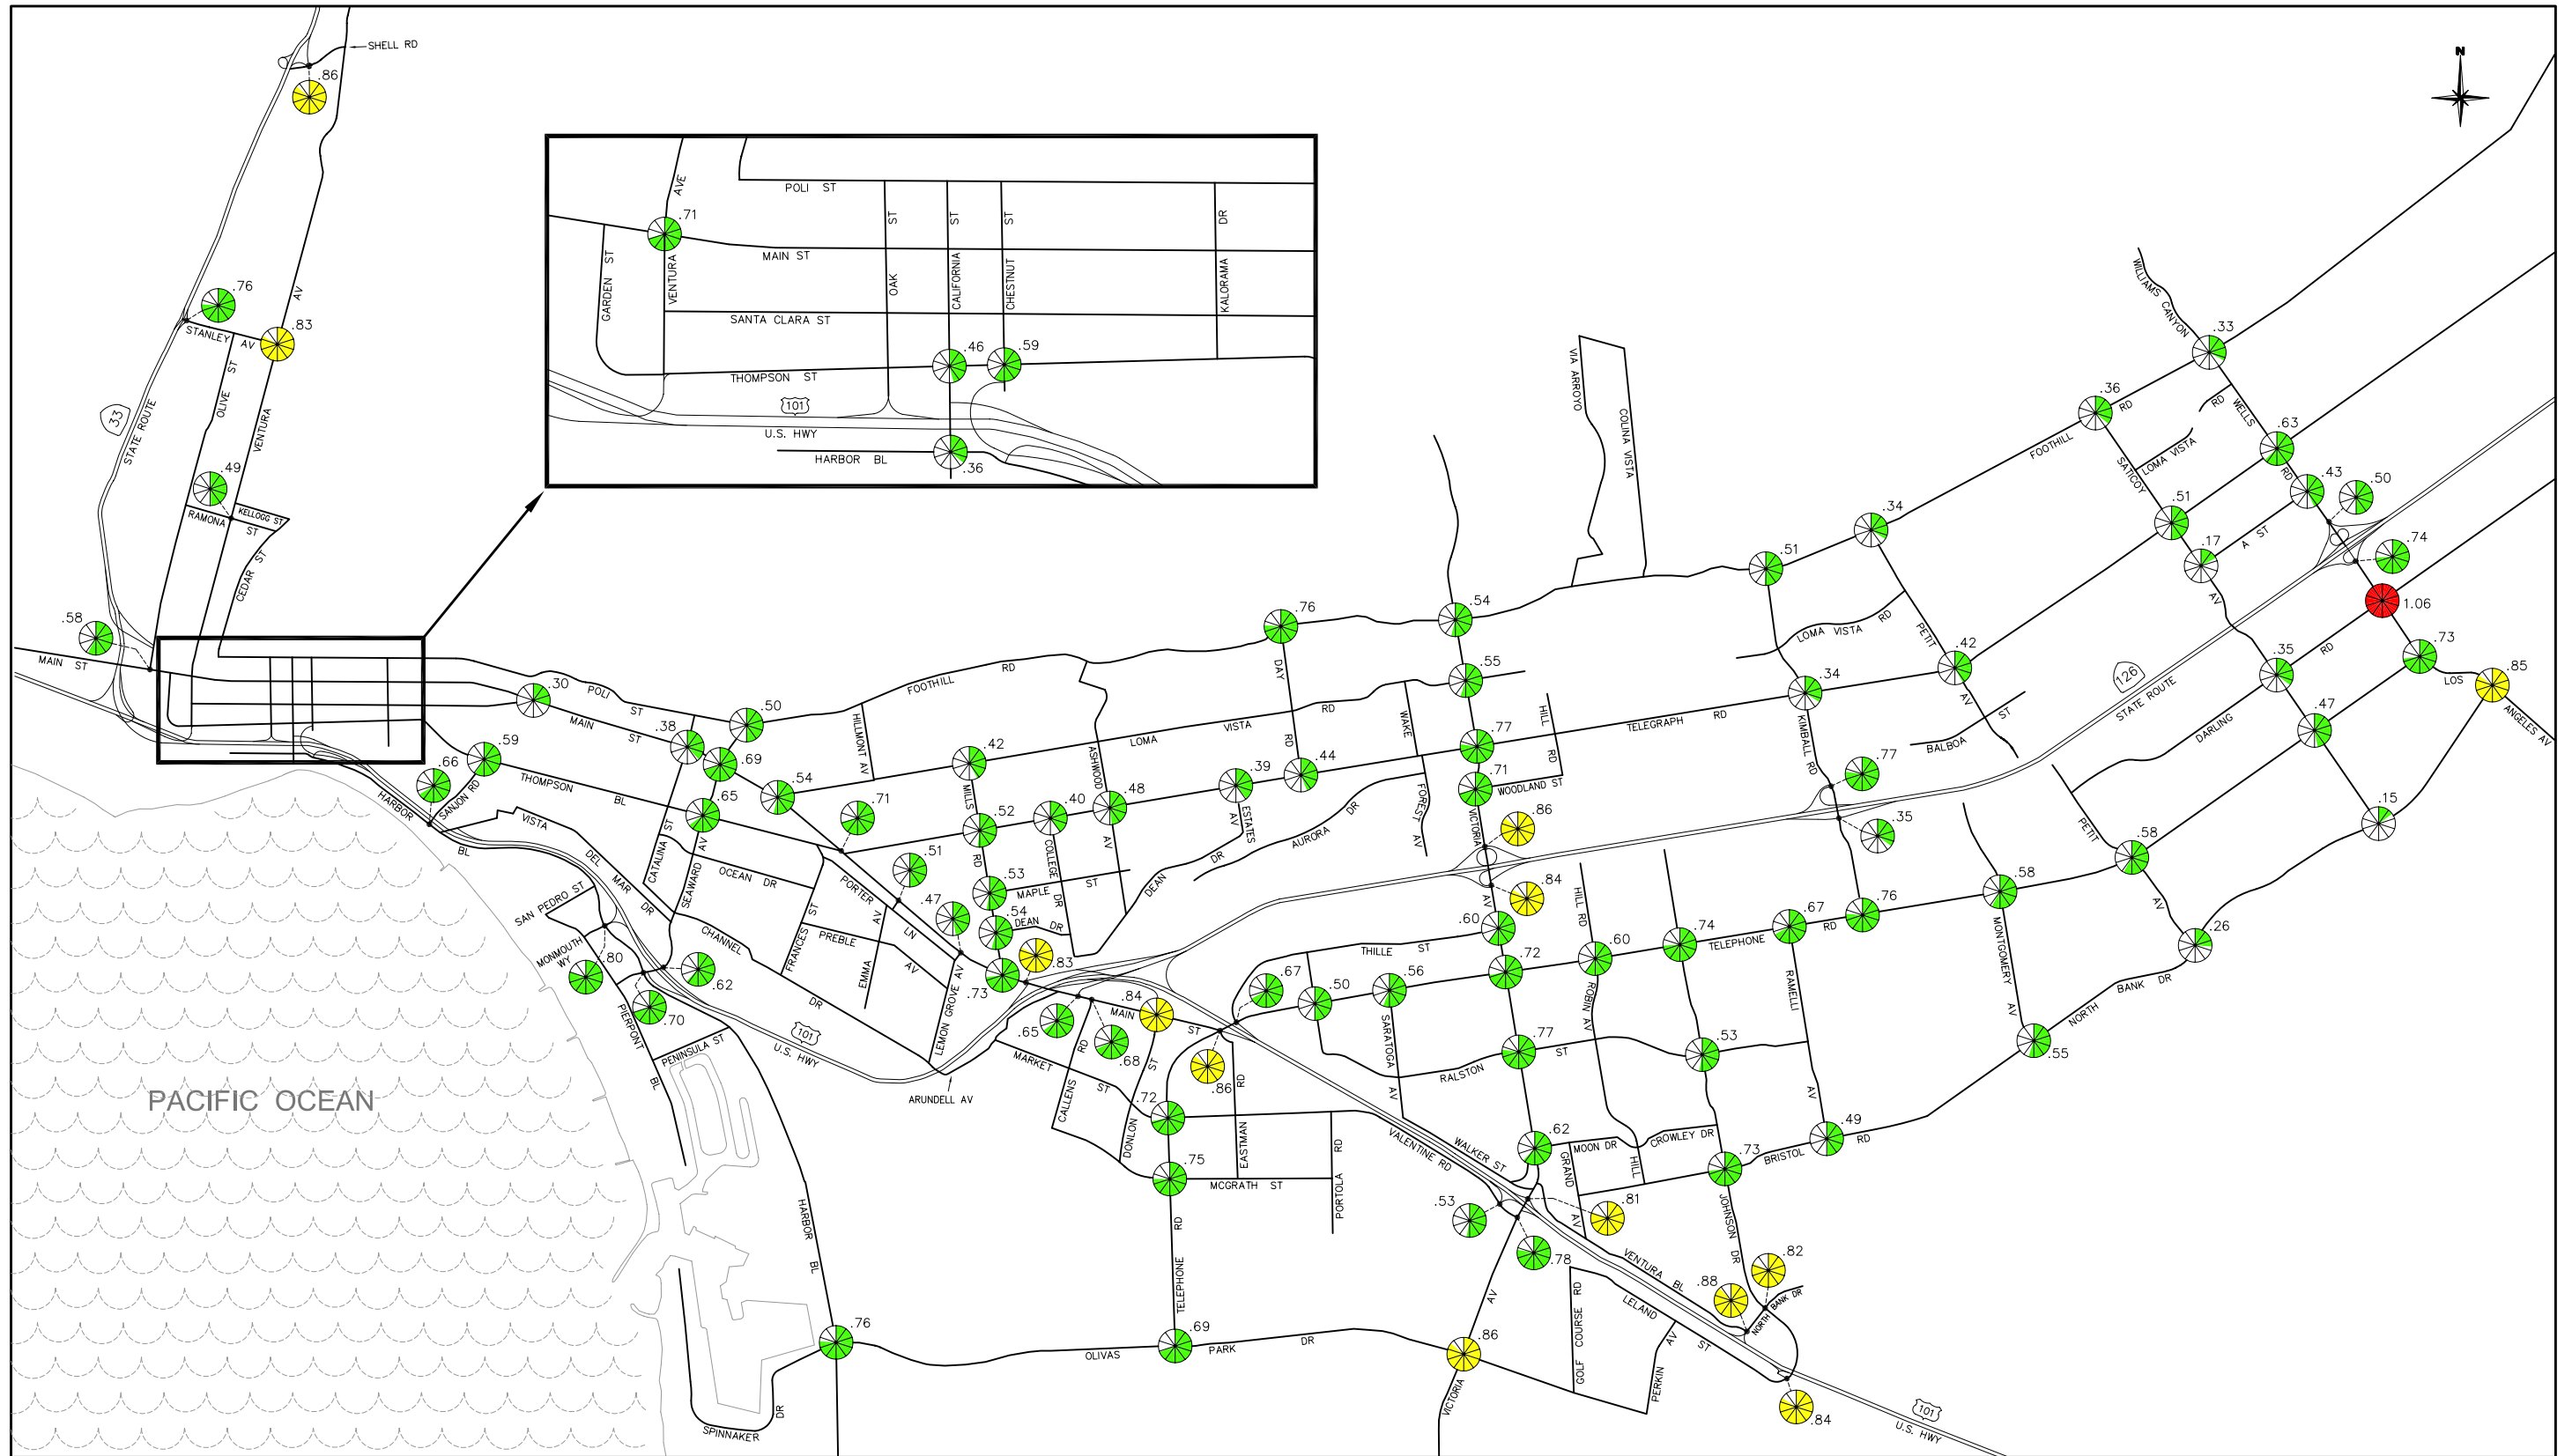 SHELL RD
N
.86
POLI ST
AVE
.71
MAIN ST
GARDEN ST
VENTURA
OAK ST
CALIFORNIA ST
CHESTNUT ST
KALORAMA DR
SANTA CLARA ST
.46
.59
THOMPSON ST
101
U.S. HWY
HARBOR BL
.36
.76
STANLEY AV
.83
AV
OLIVE ST
VENTURA
33
STATE ROUTE
.49
RAMONA ST
KELLOGG ST
CEDAR ST
.58
MAIN ST
VIA ARROYO
COLINA VISTA
WILLIAMS CANYON
.33
.36
RD
FOOTHILL
WELLS RD
LOMA VISTA RD
SATICOY AV
.63
.43
.50
.51
.17
A ST
.74
1.06
.73
.85
LOS ANGELES AV
.35
RD
DARLING
.47
.15
126
STATE ROUTE
.34
.51
LOMA VISTA RD
PETIT AV
.42
.34
BALBOA ST
KIMBALL RD
.77
.35
TELEGRAPH RD
.54
.76
.55
DAY RD
WAKE
FOREST AV
HILL RD
.77
.71
WOODLAND ST
VICTORIA AV
.86
.84
.30
POLI ST
MAIN ST
.38
.50
.69
FOOTHILL RD
HILLMONT AV
.54
.42
LOMA VISTA RD
ASHWOOD AV
.39
.44
ESTATES AV
AURORA DR
.66
.59
SANJON RD
THOMPSON BL
.65
.71
MILLS RD
.52
.40
.48
COLLEGE DR
HARBOR BL
VISTA DEL MAR DR
CATALINA ST
SEAWARD AV
OCEAN DR
PORTER LN
.51
.53
MAPLE ST
DEAN DR
.47
.54
DEAN DR
.83
SAN PEDRO ST
MONMOUTH WY
.80
.62
.70
CHANNEL DR
FRANCES ST
PREBLE AV
EMMA AV
LEMON GROVE AV
.73
.84
MAIN ST
.65
.68
PIERPONT BL
PENINSULA ST
101
U.S. HWY
ARUNDELL AV
MARKET ST
CALLENS RD
DONLON ST
.86
.72
.75
EASTMAN RD
MCGRATH ST
PORTOLA RD
THILLE ST
.60
.67
.50
.56
.72
.60
.74
TELEPHONE RD
.67
.76
.58
.58
PETIT AV
.26
HILL RD
ROBIN AV
RAMELLI AV
MONTGOMERY AV
NORTH BANK DR
.55
SARATOGA AV
RALSTON ST
.77
.53
.62
MOON DR
CROWLEY DR
GRAND AV
HILL
.73
BRISTOL RD
.49
VALENTINE RD
WALKER ST
.53
.81
.78
JOHNSON DR
.82
.88
NORTH BANK DR
VENTURA BL
LELAND ST
GOLF COURSE RD
PERKIN AV
.84
101
U.S. HWY
PACIFIC OCEAN
HARBOR BL
.76
SPINNAKER DR
TELEPHONE RD
.69
OLIVAS PARK DR
.86
AV
VICTORIA